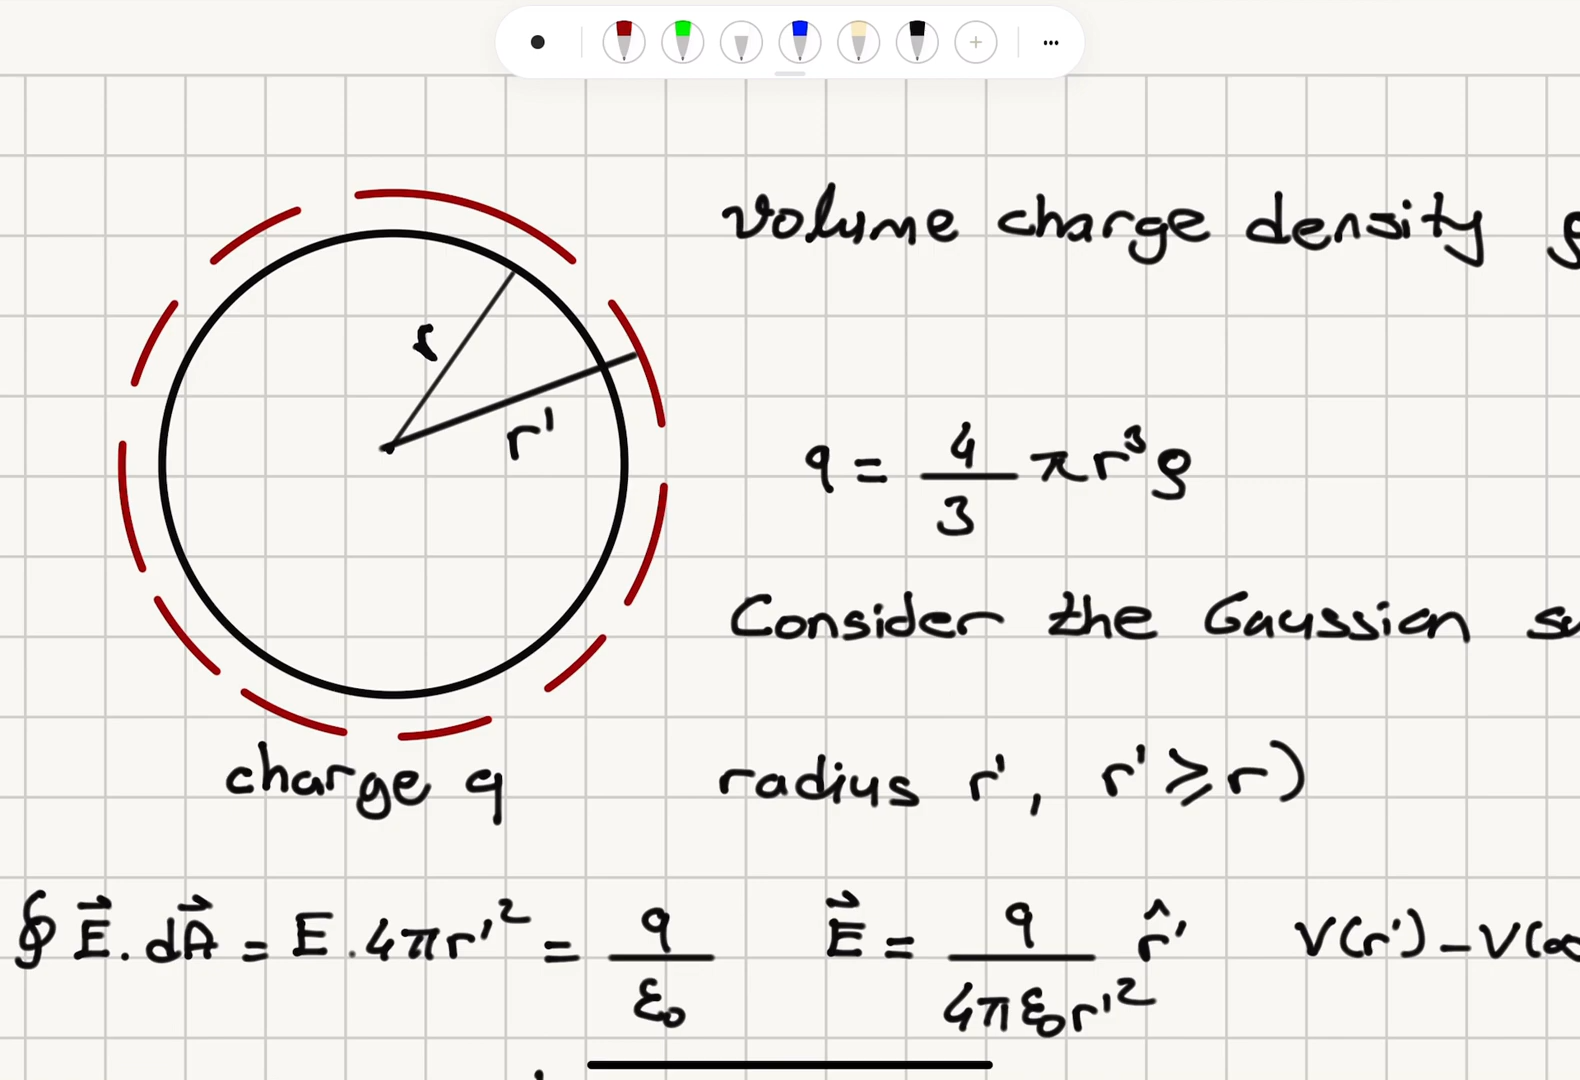 volume charge density ρ
r
r'
q = 4/3 πr³ρ
Consider the Gaussian
charge q
radius r', r' ≥ r)
∮ E⃗ . dA⃗ = E . 4πr'² = q/ε₀
E⃗ = q/(4πε₀r'²) r̂'
V(r') - V(∞